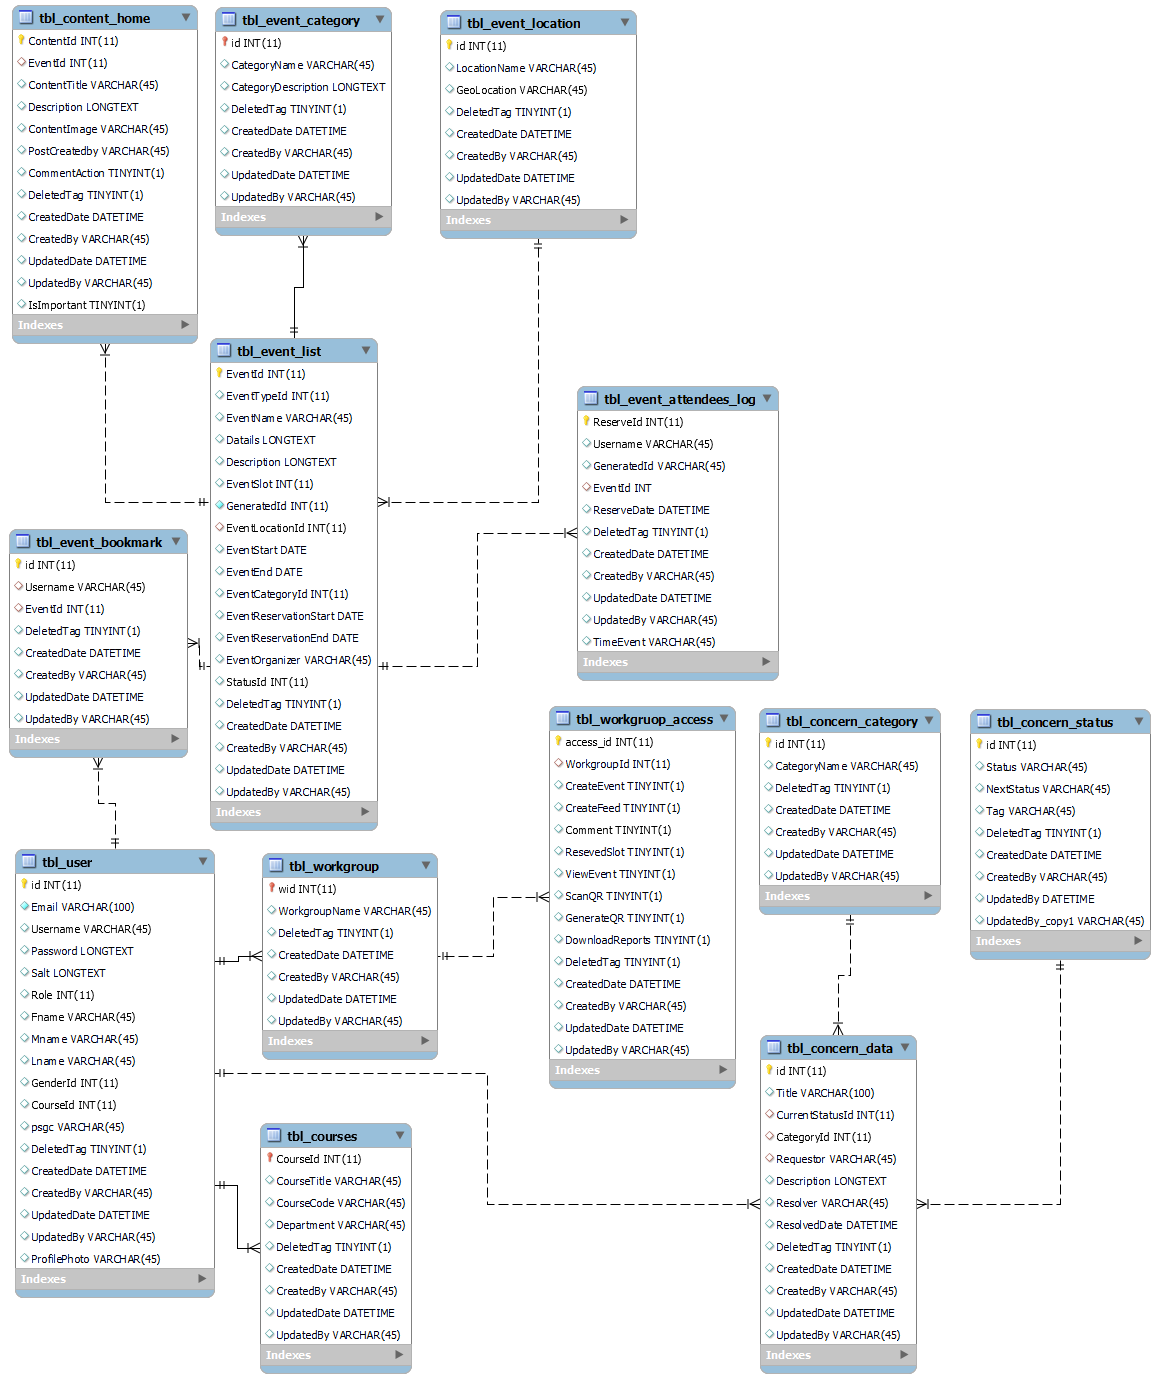 tbl_content_home
ContentId INT(11)
EventId INT(11)
ContentTitle VARCHAR(45)
Description LONGTEXT
ContentImage VARCHAR(45)
PostCreatedby VARCHAR(45)
CommentAction TINYINT(1)
DeletedTag TINYINT(1)
CreatedDate DATETIME
CreatedBy VARCHAR(45)
UpdatedDate DATETIME
UpdatedBy VARCHAR(45)
IsImportant TINYINT(1)
Indexes
tbl_event_category
id INT(11)
CategoryName VARCHAR(45)
CategoryDescription LONGTEXT
DeletedTag TINYINT(1)
CreatedDate DATETIME
CreatedBy VARCHAR(45)
UpdatedDate DATETIME
UpdatedBy VARCHAR(45)
Indexes
tbl_event_location
id INT(11)
LocationName VARCHAR(45)
GeoLocation VARCHAR(45)
DeletedTag TINYINT(1)
CreatedDate DATETIME
CreatedBy VARCHAR(45)
UpdatedDate DATETIME
UpdatedBy VARCHAR(45)
Indexes
tbl_event_list
EventId INT(11)
EventTypeId INT(11)
EventName VARCHAR(45)
Datails LONGTEXT
Description LONGTEXT
EventSlot INT(11)
GeneratedId INT(11)
EventLocationId INT(11)
EventStart DATE
EventEnd DATE
EventCategoryId INT(11)
EventReservationStart DATE
EventReservationEnd DATE
EventOrganizer VARCHAR(45)
StatusId INT(11)
DeletedTag TINYINT(1)
CreatedDate DATETIME
CreatedBy VARCHAR(45)
UpdatedDate DATETIME
UpdatedBy VARCHAR(45)
Indexes
tbl_event_attendees_log
ReserveId INT(11)
Username VARCHAR(45)
GeneratedId VARCHAR(45)
EventId INT
ReserveDate DATETIME
DeletedTag TINYINT(1)
CreatedDate DATETIME
CreatedBy VARCHAR(45)
UpdatedDate DATETIME
UpdatedBy VARCHAR(45)
TimeEvent VARCHAR(45)
Indexes
tbl_event_bookmark
id INT(11)
Username VARCHAR(45)
EventId INT(11)
DeletedTag TINYINT(1)
CreatedDate DATETIME
CreatedBy VARCHAR(45)
UpdatedDate DATETIME
UpdatedBy VARCHAR(45)
Indexes
tbl_workgruop_access
access_id INT(11)
WorkgroupId INT(11)
CreateEvent TINYINT(1)
CreateFeed TINYINT(1)
Comment TINYINT(1)
ResevedSlot TINYINT(1)
ViewEvent TINYINT(1)
ScanQR TINYINT(1)
GenerateQR TINYINT(1)
DownloadReports TINYINT(1)
DeletedTag TINYINT(1)
CreatedDate DATETIME
CreatedBy VARCHAR(45)
UpdatedDate DATETIME
UpdatedBy VARCHAR(45)
Indexes
tbl_concern_category
id INT(11)
CategoryName VARCHAR(45)
DeletedTag TINYINT(1)
CreatedDate DATETIME
CreatedBy VARCHAR(45)
UpdatedDate DATETIME
UpdatedBy VARCHAR(45)
Indexes
tbl_concern_status
id INT(11)
Status VARCHAR(45)
NextStatus VARCHAR(45)
Tag VARCHAR(45)
DeletedTag TINYINT(1)
CreatedDate DATETIME
CreatedBy VARCHAR(45)
UpdatedBy DATETIME
UpdatedBy_copy1 VARCHAR(45)
Indexes
tbl_user
id INT(11)
Email VARCHAR(100)
Username VARCHAR(45)
Password LONGTEXT
Salt LONGTEXT
Role INT(11)
Fname VARCHAR(45)
Mname VARCHAR(45)
Lname VARCHAR(45)
GenderId INT(11)
CourseId INT(11)
psgc VARCHAR(45)
DeletedTag TINYINT(1)
CreatedDate DATETIME
CreatedBy VARCHAR(45)
UpdatedDate DATETIME
UpdatedBy VARCHAR(45)
ProfilePhoto VARCHAR(45)
Indexes
tbl_workgroup
wid INT(11)
WorkgroupName VARCHAR(45)
DeletedTag TINYINT(1)
CreatedDate DATETIME
CreatedBy VARCHAR(45)
UpdatedDate DATETIME
UpdatedBy VARCHAR(45)
Indexes
tbl_courses
CourseId INT(11)
CourseTitle VARCHAR(45)
CourseCode VARCHAR(45)
Department VARCHAR(45)
DeletedTag TINYINT(1)
CreatedDate DATETIME
CreatedBy VARCHAR(45)
UpdatedDate DATETIME
UpdatedBy VARCHAR(45)
Indexes
tbl_concern_data
id INT(11)
Title VARCHAR(100)
CurrentStatusId INT(11)
CategoryId INT(11)
Requestor VARCHAR(45)
Description LONGTEXT
Resolver VARCHAR(45)
ResolvedDate DATETIME
DeletedTag TINYINT(1)
CreatedDate DATETIME
CreatedBy VARCHAR(45)
UpdatedDate DATETIME
UpdatedBy VARCHAR(45)
Indexes